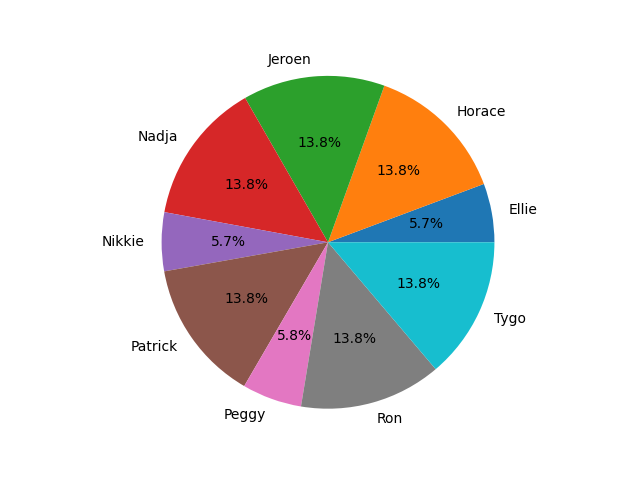 Jeroen
Horace
Nadja
13.8%
13.8%
13.8%
Ellie
5.7%
Nikkie
5.7%
13.8%
Tygo
13.8%
Patrick
5.8%
13.8%
Peggy
Ron